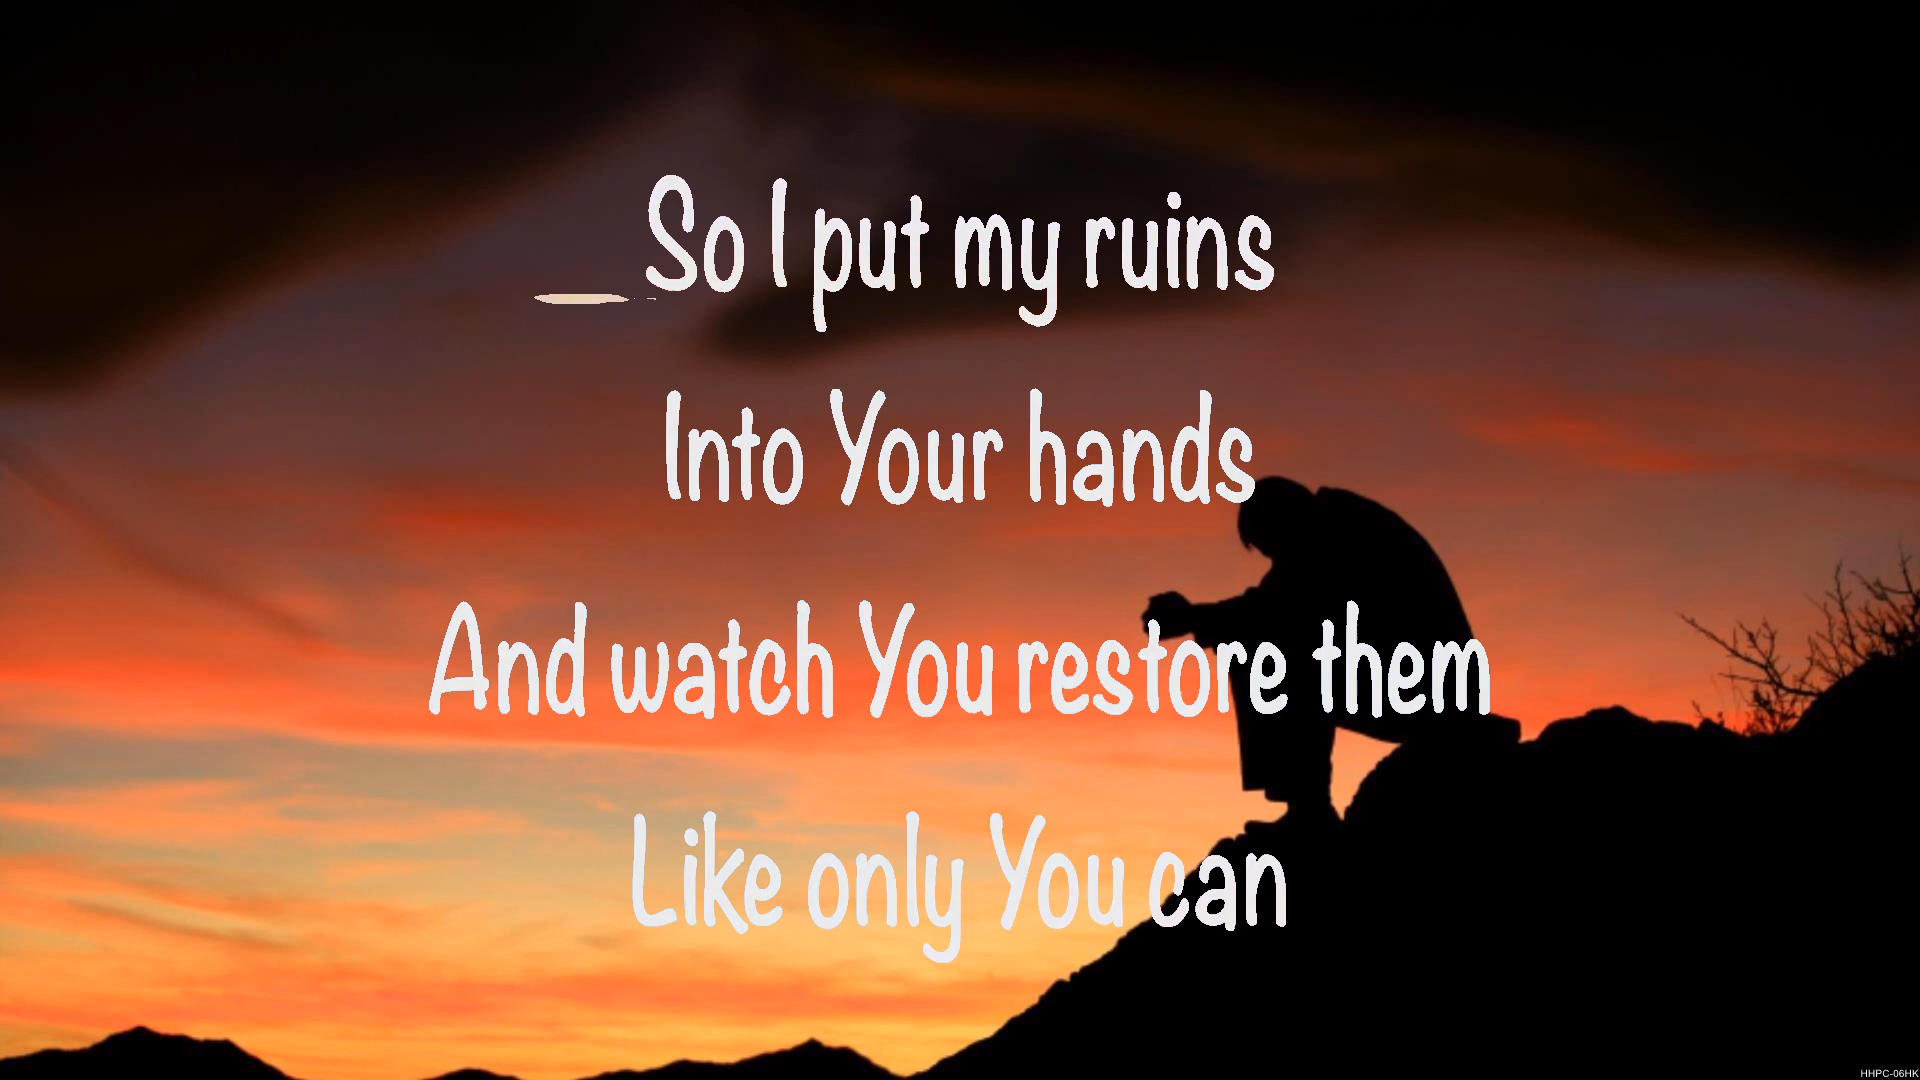 So I put my ruins
Into Your hands
And watch You restore them
Like only You can
HHPC-06HK